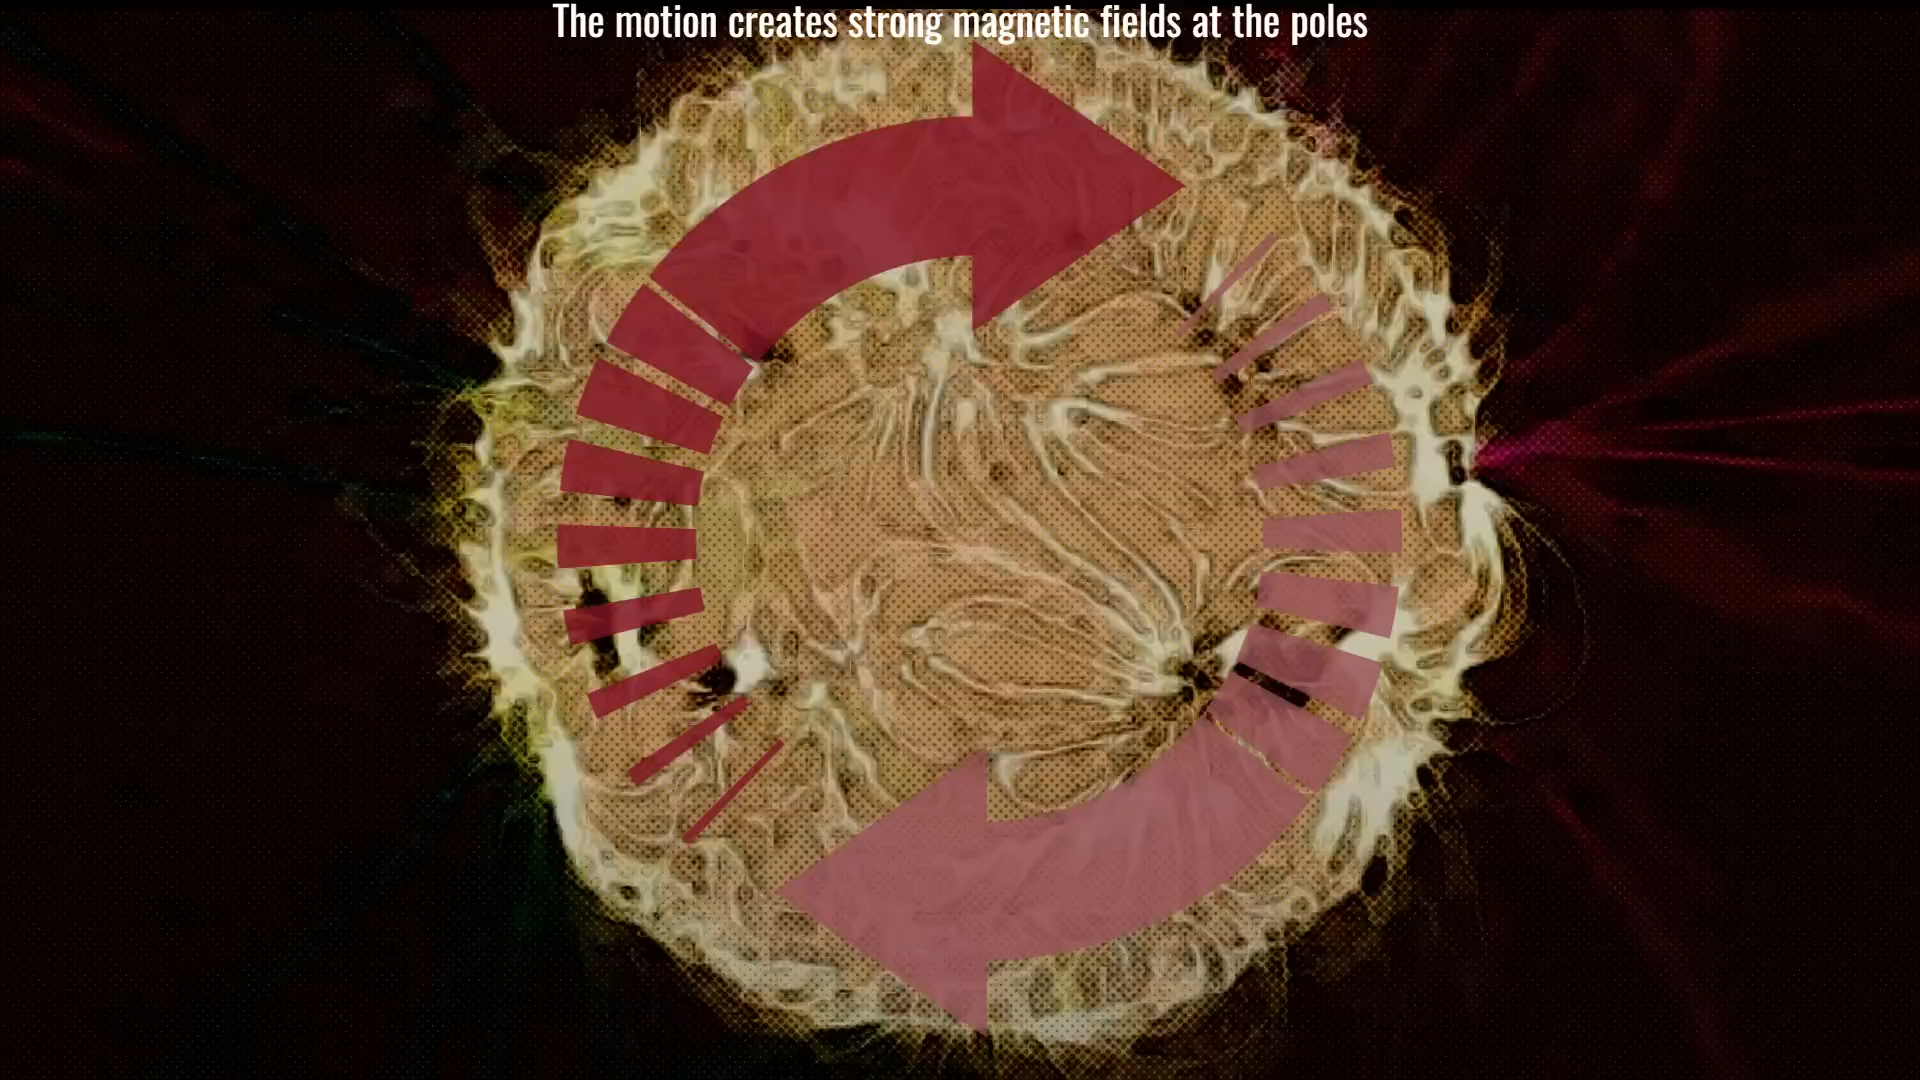 The motion creates strong magnetic fields at the poles